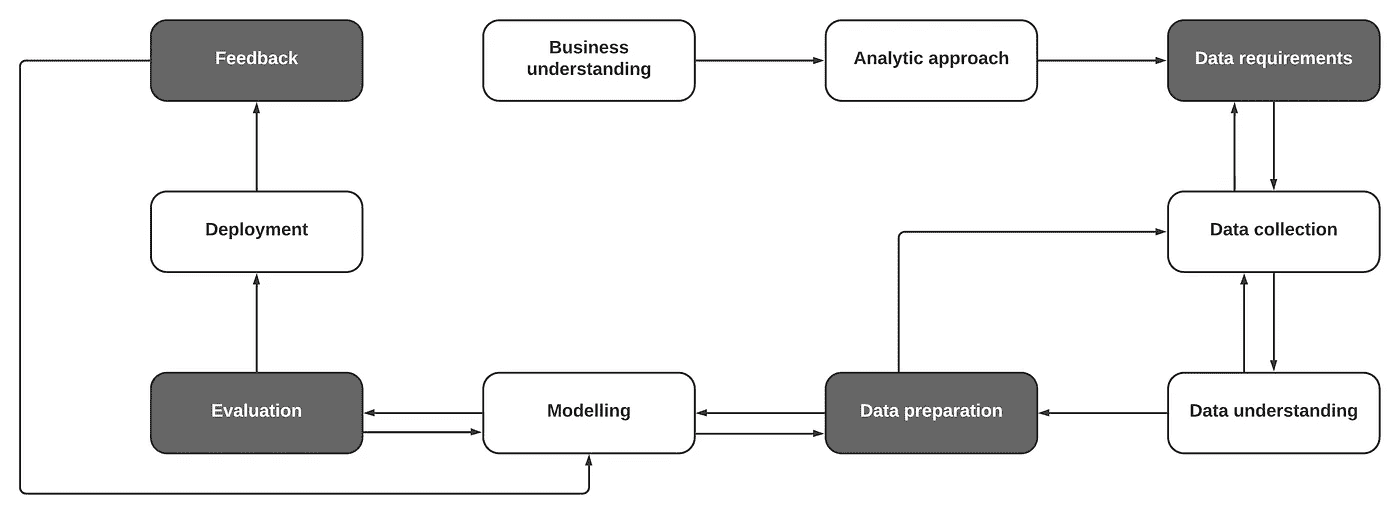 Feedback
Business
understanding
Analytic approach
Data requirements
Deployment
Data collection
Evaluation
Modelling
Data preparation
Data understanding